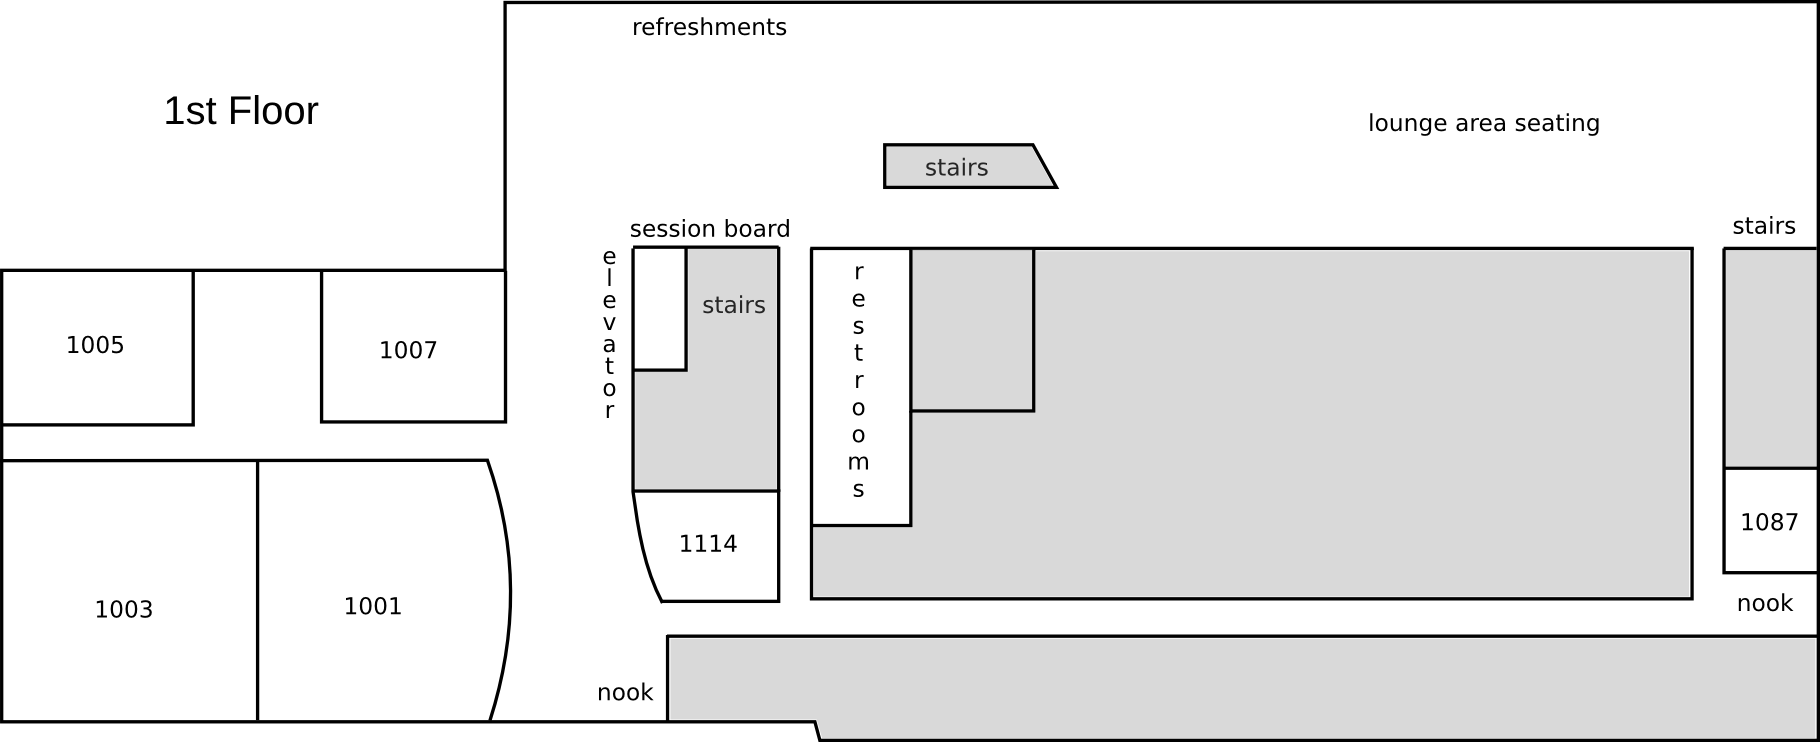 refreshments
1st Floor
lounge area seating
stairs
session board
stairs
elevator
restrooms
stairs
1005
1007
1114
1087
1003
1001
nook
nook